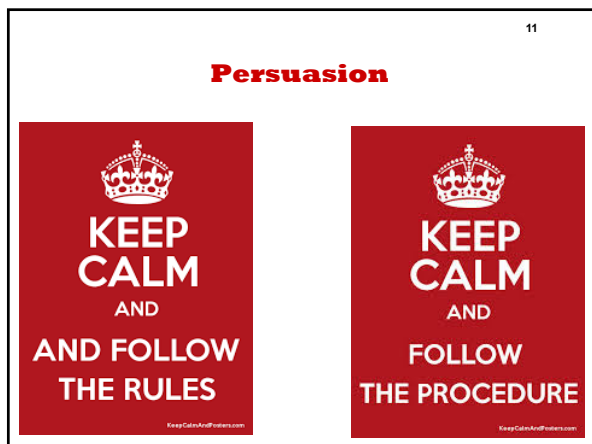 11
Persuasion
KEEP
CALM
AND
AND FOLLOW
THE RULES
KeepCalmAndPosters.com
KEEP
CALM
AND
FOLLOW
THE PROCEDURE
KeepCalmAndPosters.com